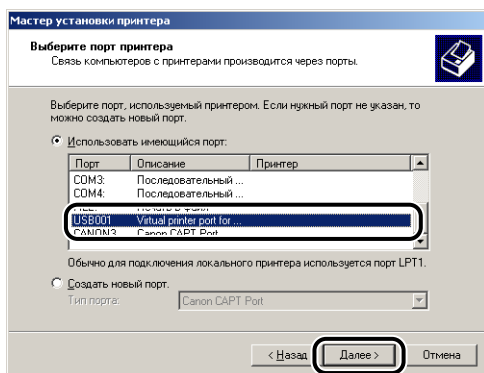 Мастер установки принтера
Выберите порт принтера
Связь компьютеров с принтерами производится через порты.
Выберите порт, используемый принтером. Если нужный порт не указан, то
можно создать новый порт.
Использовать имеющийся порт:
Порт Описание Принтер
COM3: Последовательный ...
COM4: Последовательный ...
FILE: Печать в файл
USB001 Virtual printer port for ...
CANON3 Canon CAPT Port
Обычно для подключения локального принтера используется порт LPT1.
Создать новый порт.
Тип порта: Canon CAPT Port
< Назад Далее > Отмена